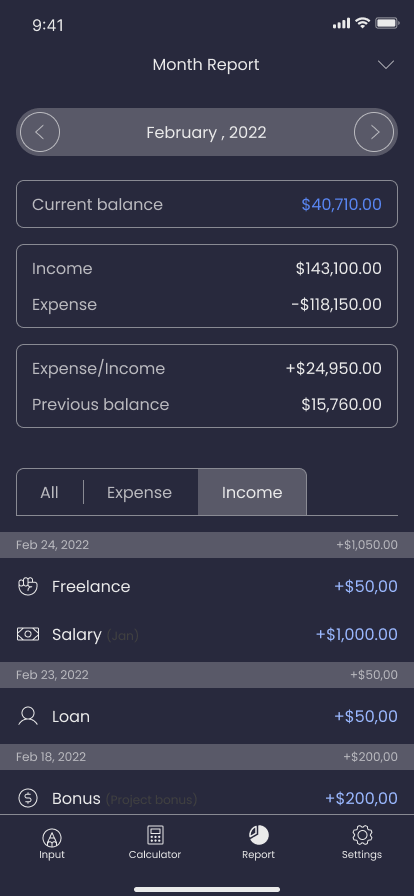 9:41
Month Report
February , 2022
Current balance $40,710.00
Income $143,100.00
Expense -$118,150.00
Expense/Income +$24,950.00
Previous balance $15,760.00
All Expense Income
Feb 24, 2022 +$1,050.00
Freelance +$50,00
Salary (Jan) +$1,000.00
Feb 23, 2022 +$50,00
Loan +$50,00
Feb 18, 2022 +$200,00
Bonus (Project bonus) +$200,00
Input Calculator Report Settings